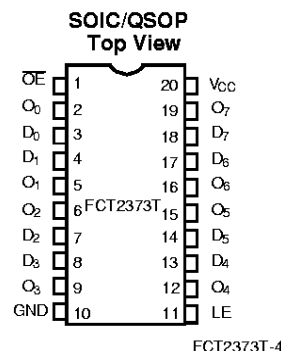 SOIC/QSOP
Top View
OE 1 20 VCC
O0 2 19 O7
D0 3 18 D7
D1 4 17 D6
O1 5 16 O6
O2 6 FCT2373T 15 O5
D2 7 14 D5
D3 8 13 D4
O3 9 12 O4
GND 10 11 LE
FCT2373T-4